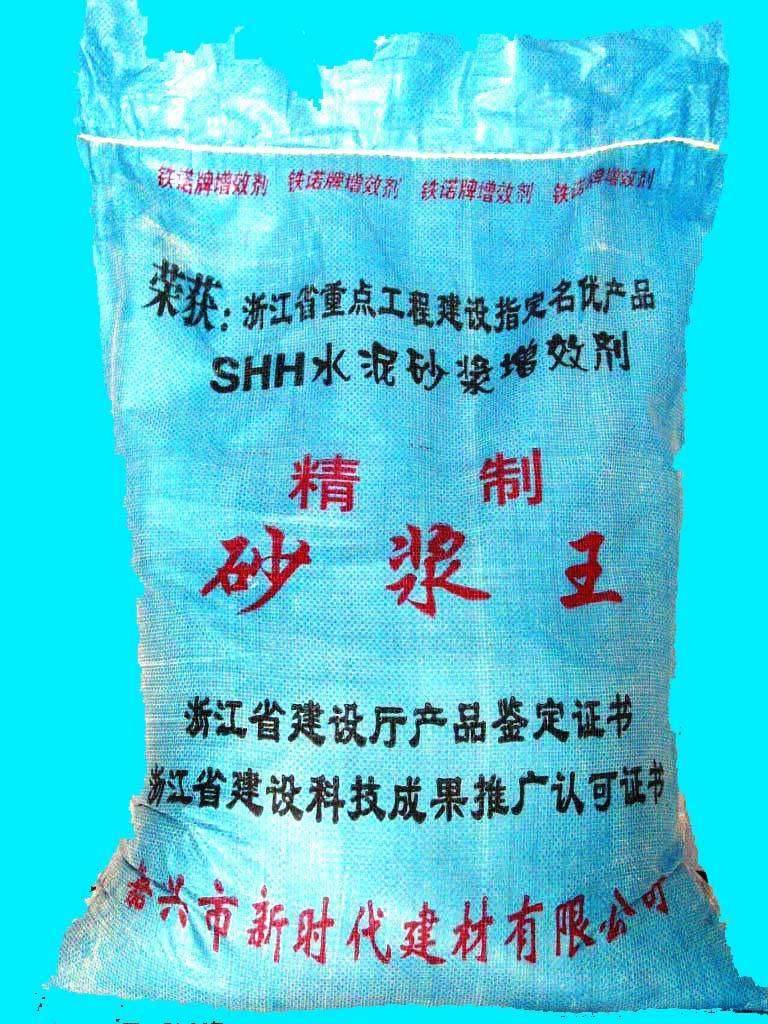 铁诺牌增效剂 铁诺牌增效剂 铁诺牌增效剂 铁诺牌增效剂
荣获：浙江省重点工程建设指定名优产品
SHH水泥砂浆增效剂
精 制
砂 浆 王
浙江省建设厅产品鉴定证书
浙江省建设科技成果推广认可证书
嘉兴市新时代建材有限公司